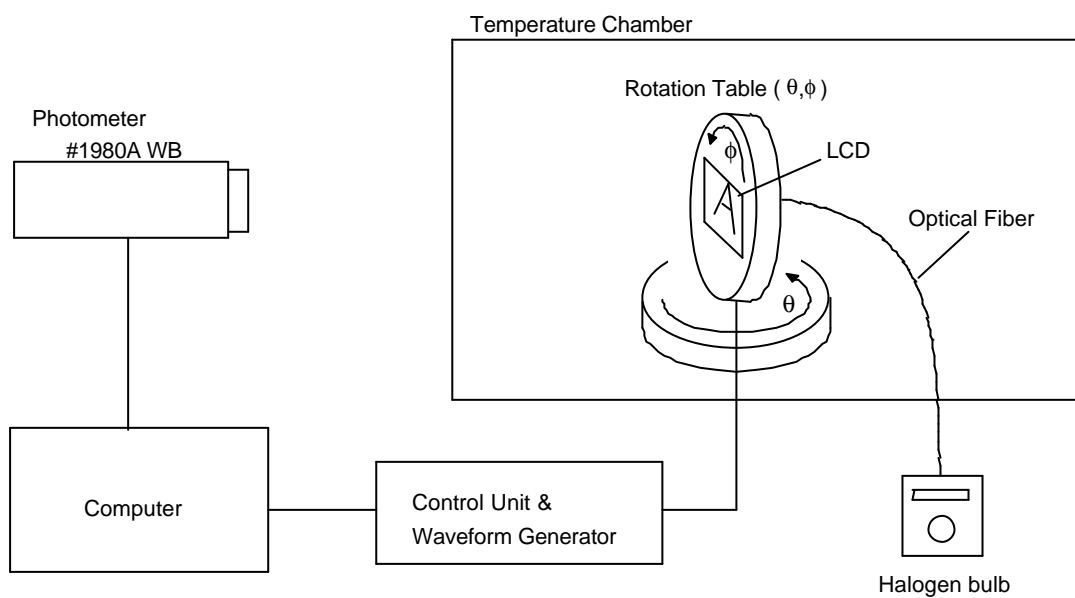 Temperature Chamber
Rotation Table ( θ,ϕ )
Photometer
#1980A WB
ϕ
LCD
A
Optical Fiber
θ
Computer
Control Unit &
Waveform Generator
Halogen bulb